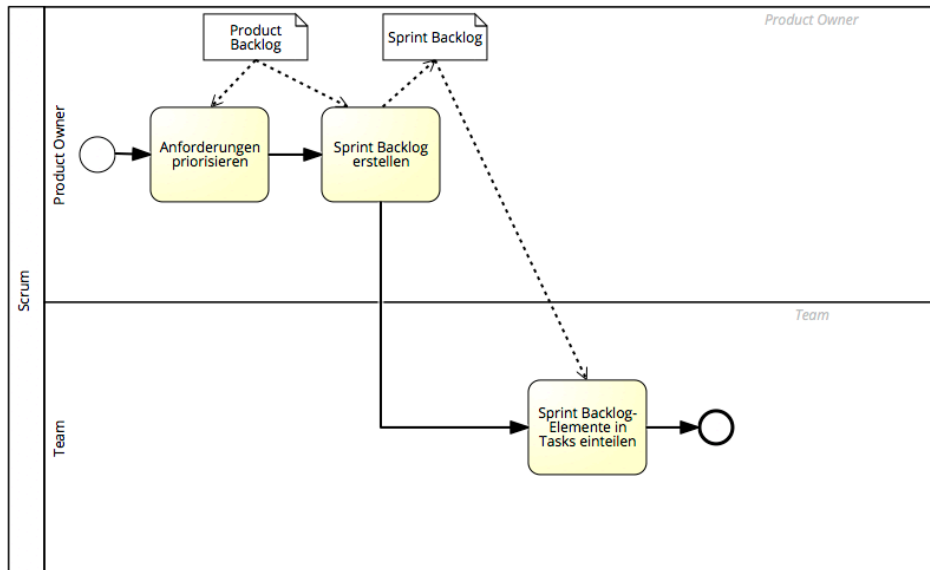 Product Owner
Product
Backlog
Sprint Backlog
Product Owner
Anforderungen
priorisieren
Sprint Backlog
erstellen
Scrum
Team
Team
Sprint Backlog-
Elemente in
Tasks einteilen